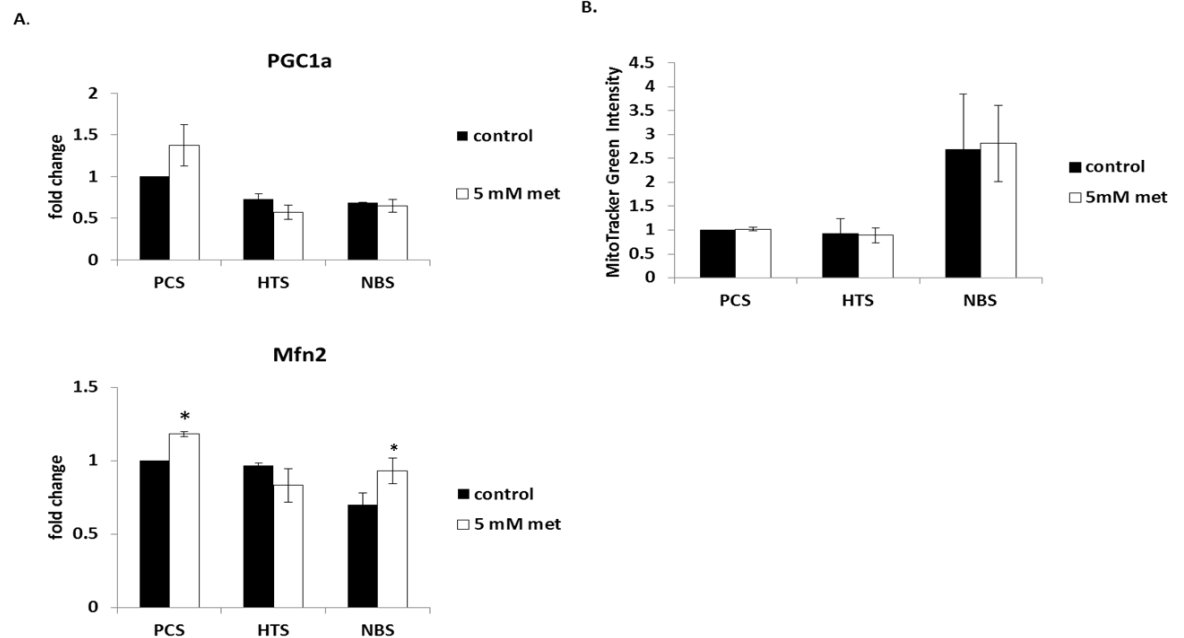 A.
PGC1a
fold change
2
1.5
1
0.5
0
PCS HTS NBS
control
5 mM met
Mfn2
fold change
1.5
1
0.5
0
* *
PCS HTS NBS
control
5 mM met
B.
MitoTracker Green Intensity
4.5
4
3.5
3
2.5
2
1.5
1
0.5
0
PCS HTS NBS
control
5mM met